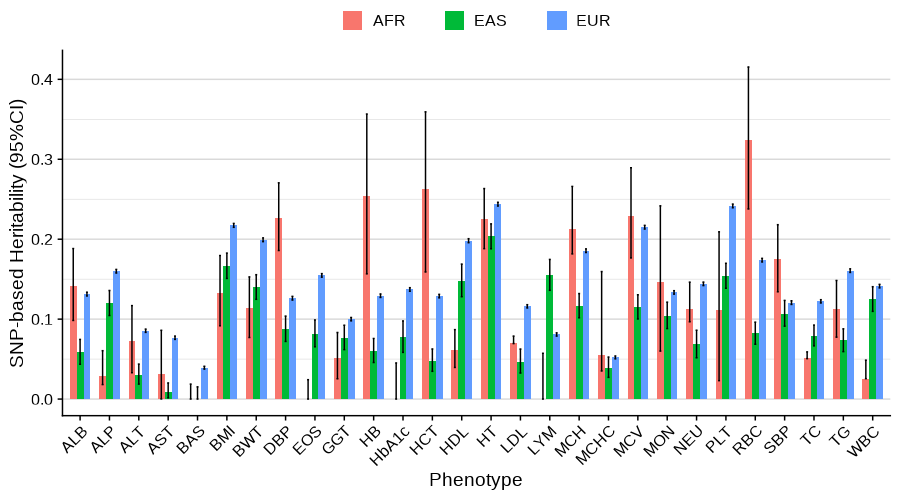 AFR EAS EUR
SNP-based Heritability (95%CI)
0.4
0.3
0.2
0.1
0.0
ALB ALP ALT AST BAS BMI BWT DBP EOS GGT HB HbA1c HCT HDL HT LDL LYM MCH MCHC MCV MON NEU PLT RBC SBP TC TG WBC
Phenotype